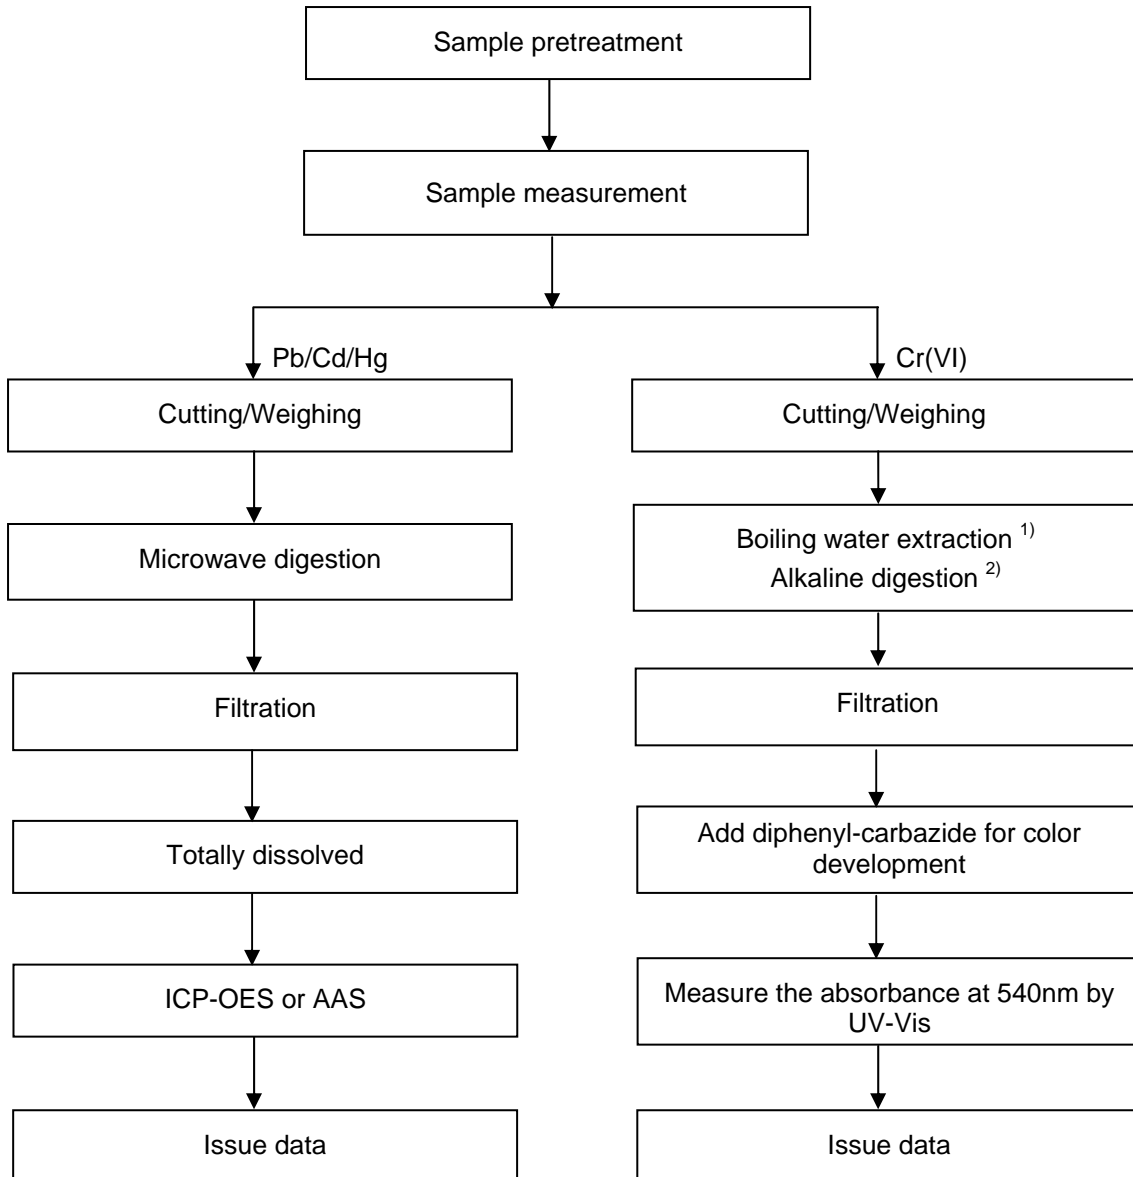 Sample pretreatment
Sample measurement
Pb/Cd/Hg
Cutting/Weighing
Microwave digestion
Filtration
Totally dissolved
ICP-OES or AAS
Issue data
Cr(VI)
Cutting/Weighing
Boiling water extraction 1)
Alkaline digestion 2)
Filtration
Add diphenyl-carbazide for color
development
Measure the absorbance at 540nm by
UV-Vis
Issue data